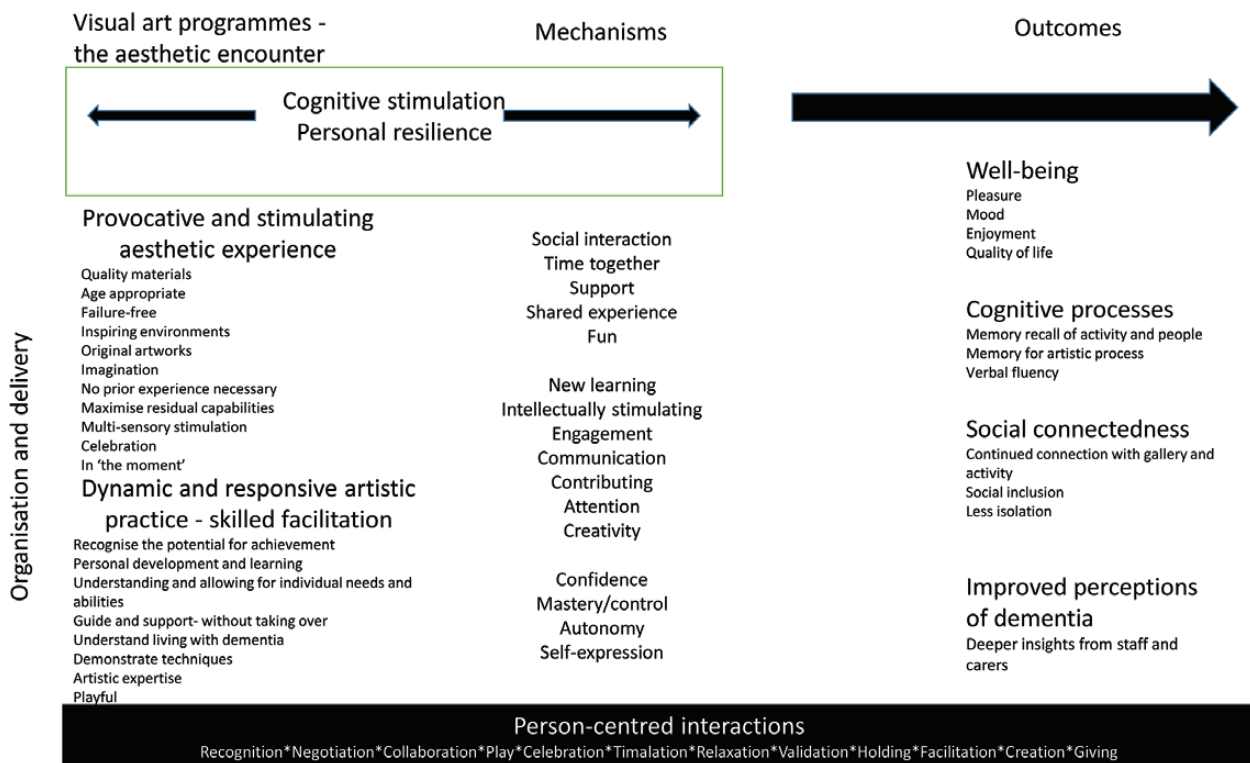 Visual art programmes -
the aesthetic encounter
Mechanisms
Outcomes
Cognitive stimulation
Personal resilience
Organisation and delivery
Provocative and stimulating
aesthetic experience
Quality materials
Age appropriate
Failure-free
Inspiring environments
Original artworks
Imagination
No prior experience necessary
Maximise residual capabilities
Multi-sensory stimulation
Celebration
In ‘the moment’
Dynamic and responsive artistic
practice - skilled facilitation
Recognise the potential for achievement
Personal development and learning
Understanding and allowing for individual needs and
abilities
Guide and support- without taking over
Understand living with dementia
Demonstrate techniques
Artistic expertise
Playful
Social interaction
Time together
Support
Shared experience
Fun
New learning
Intellectually stimulating
Engagement
Communication
Contributing
Attention
Creativity
Confidence
Mastery/control
Autonomy
Self-expression
Well-being
Pleasure
Mood
Enjoyment
Quality of life
Cognitive processes
Memory recall of activity and people
Memory for artistic process
Verbal fluency
Social connectedness
Continued connection with gallery and
activity
Social inclusion
Less isolation
Improved perceptions
of dementia
Deeper insights from staff and
carers
Person-centred interactions
Recognition*Negotiation*Collaboration*Play*Celebration*Timalation*Relaxation*Validation*Holding*Facilitation*Creation*Giving